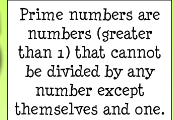 Prime numbers are
numbers (greater
than 1) that cannot
be divided by any
number except
themselves and one.